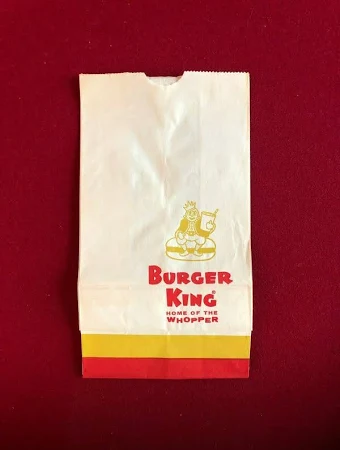 BURGER
KING®
HOME OF THE
WHOPPER